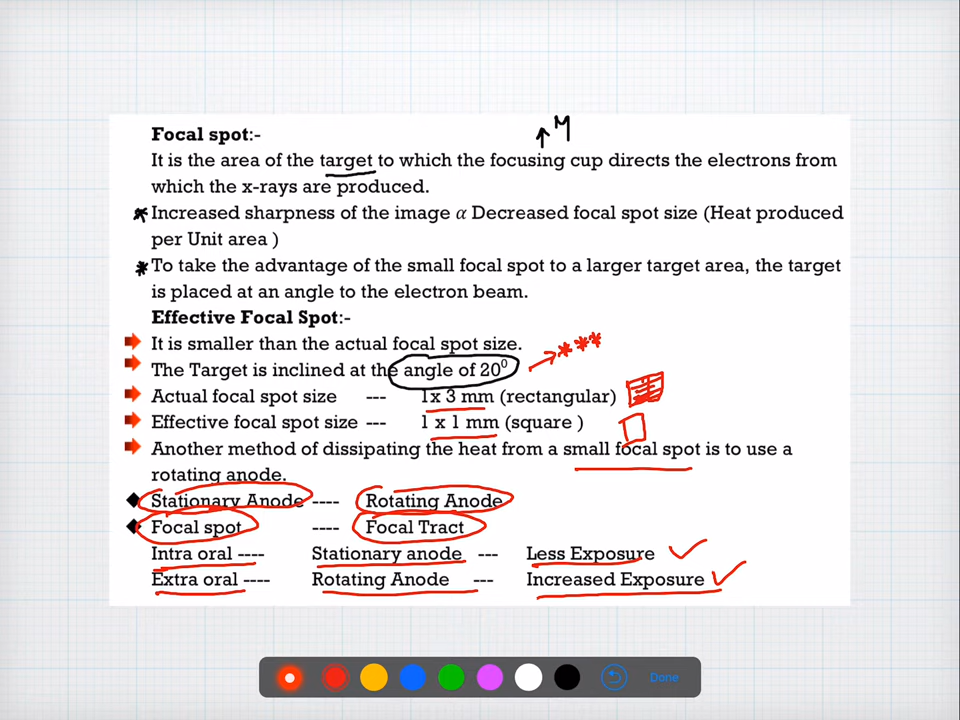 ↑ M
Focal spot:-
It is the area of the target to which the focusing cup directs the electrons from
which the x-rays are produced.
* Increased sharpness of the image α Decreased focal spot size (Heat produced
per Unit area )
* To take the advantage of the small focal spot to a larger target area, the target
is placed at an angle to the electron beam.
Effective Focal Spot:-
It is smaller than the actual focal spot size.
The Target is inclined at the angle of 20⁰ → ***
Actual focal spot size --- 1x 3 mm (rectangular)
Effective focal spot size --- 1 x 1 mm (square )
Another method of dissipating the heat from a small focal spot is to use a
rotating anode.
Stationary Anode ---- Rotating Anode
Focal spot ---- Focal Tract
Intra oral ---- Stationary anode --- Less Exposure ✓
Extra oral ---- Rotating Anode --- Increased Exposure ✓
Done